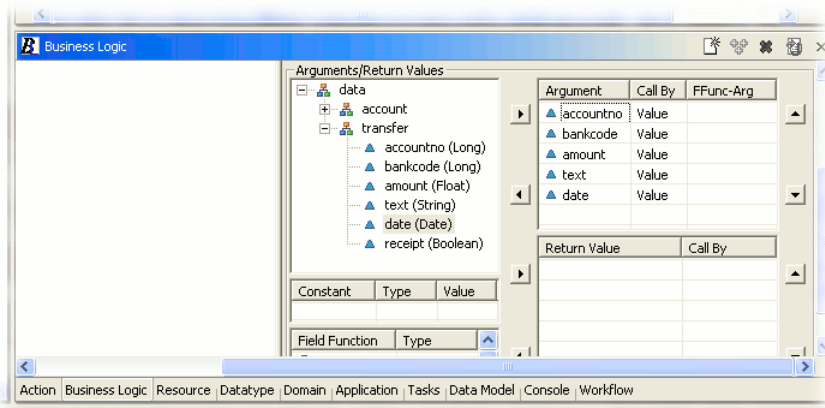 B Business Logic
Arguments/Return Values
data
account
transfer
accountno (Long)
bankcode (Long)
amount (Float)
text (String)
date (Date)
receipt (Boolean)
Constant Type Value
Field Function Type
Argument Call By FFunc-Arg
accountno Value
bankcode Value
amount Value
text Value
date Value
Return Value Call By
Action Business Logic Resource Datatype Domain Application Tasks Data Model Console Workflow